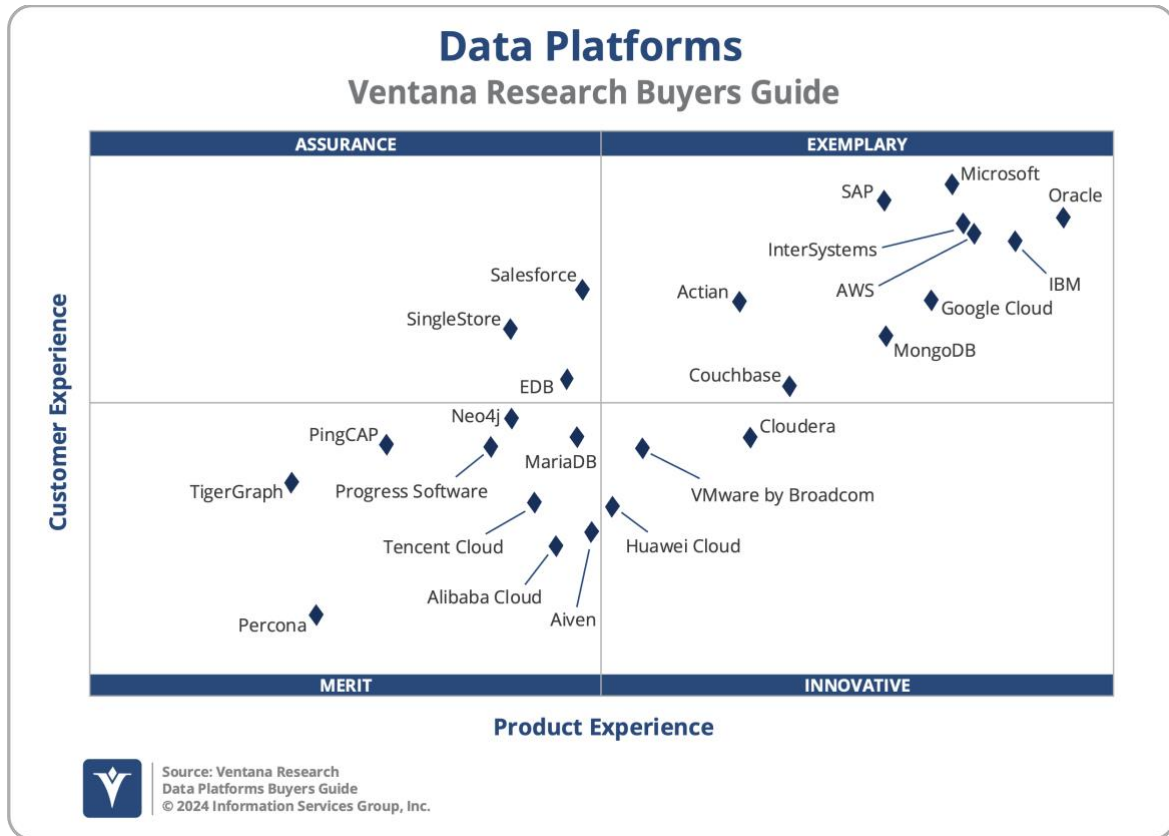 Data Platforms
Ventana Research Buyers Guide
ASSURANCE
EXEMPLARY
Microsoft
SAP
Oracle
InterSystems
AWS
IBM
Salesforce
Actian
Google Cloud
SingleStore
MongoDB
EDB
Couchbase
Customer Experience
Neo4j
Cloudera
PingCAP
MariaDB
TigerGraph
Progress Software
VMware by Broadcom
Tencent Cloud
Huawei Cloud
Alibaba Cloud
Aiven
Percona
MERIT
INNOVATIVE
Product Experience
Source: Ventana Research
Data Platforms Buyers Guide
© 2024 Information Services Group, Inc.